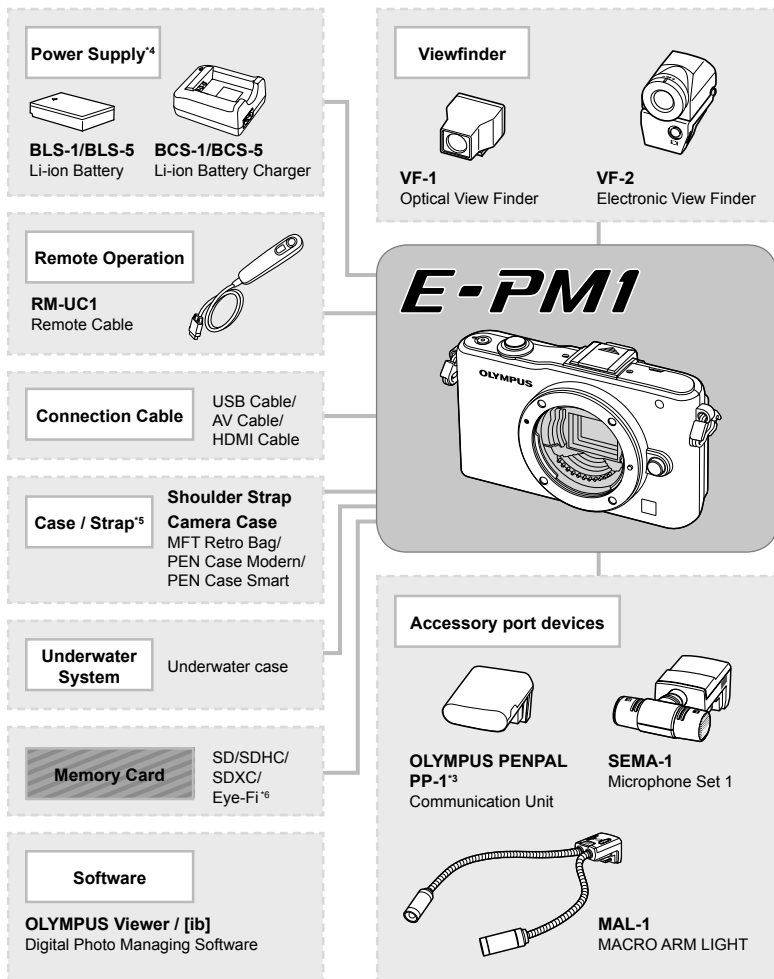 Power Supply*4
BLS-1/BLS-5
Li-ion Battery
BCS-1/BCS-5
Li-ion Battery Charger
Remote Operation
RM-UC1
Remote Cable
Connection Cable
USB Cable/
AV Cable/
HDMI Cable
Case / Strap*5
Shoulder Strap
Camera Case
MFT Retro Bag/
PEN Case Modern/
PEN Case Smart
Underwater
System
Underwater case
Memory Card
SD/SDHC/
SDXC/
Eye-Fi*6
Software
OLYMPUS Viewer / [ib]
Digital Photo Managing Software
Viewfinder
VF-1
Optical View Finder
VF-2
Electronic View Finder
E-PM1
OLYMPUS
Accessory port devices
OLYMPUS PENPAL
PP-1*3
Communication Unit
SEMA-1
Microphone Set 1
MAL-1
MACRO ARM LIGHT